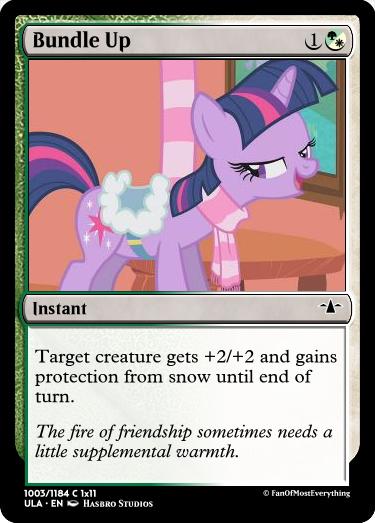 Bundle Up 1
Instant
Target creature gets +2/+2 and gains
protection from snow until end of
turn.
The fire of friendship sometimes needs a
little supplemental warmth.
1003/1184 C 1x11
ULA • EN HASBRO STUDIOS
© FanOfMostEverything